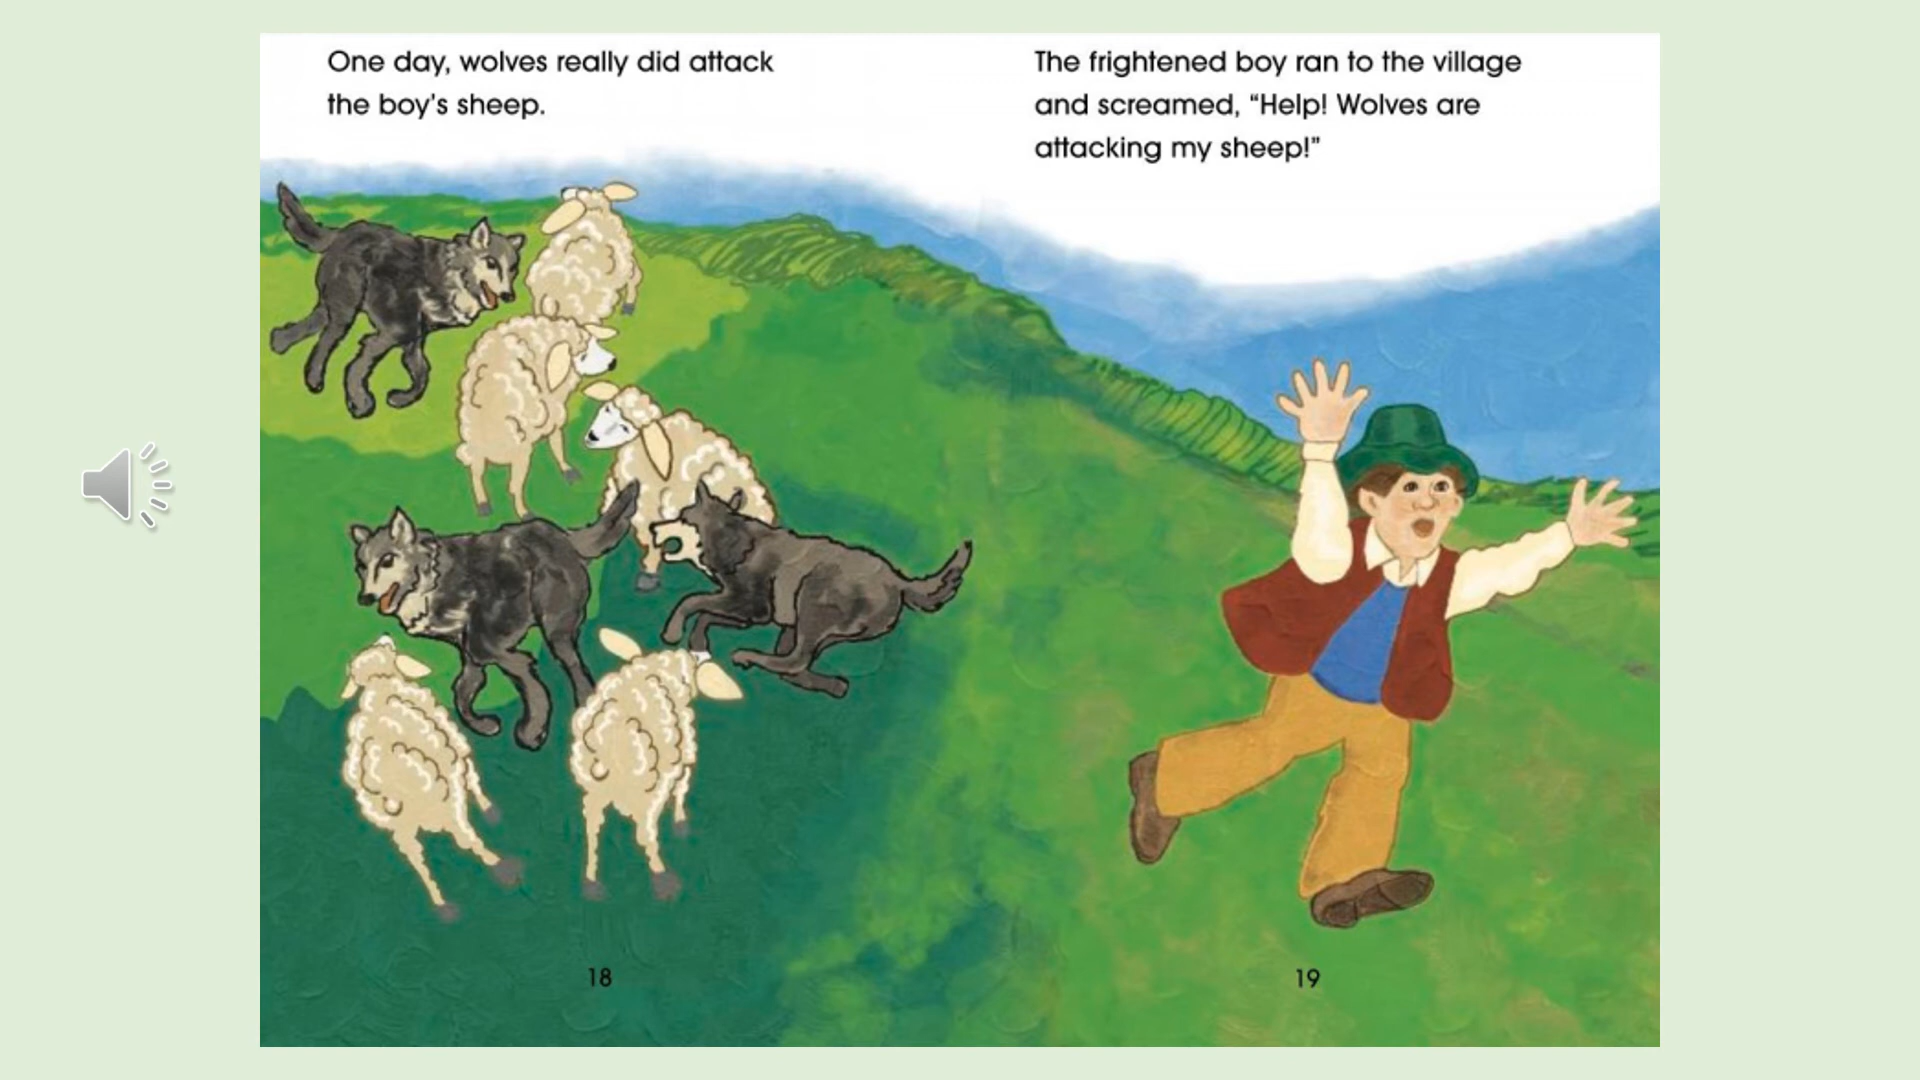 One day, wolves really did attack
the boy's sheep.
The frightened boy ran to the village
and screamed, “Help! Wolves are
attacking my sheep!”
18
19